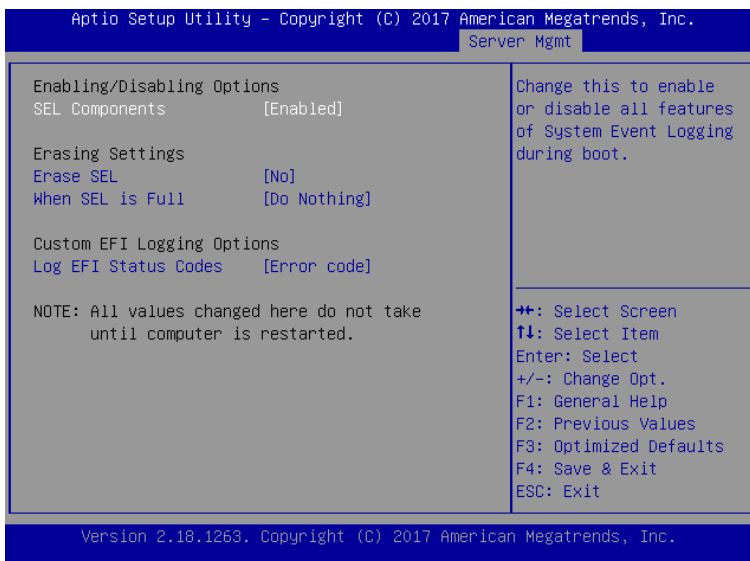 Aptio Setup Utility – Copyright (C) 2017 American Megatrends, Inc.
Server Mgmt
Enabling/Disabling Options
SEL Components [Enabled]
Erasing Settings
Erase SEL [No]
When SEL is Full [Do Nothing]
Custom EFI Logging Options
Log EFI Status Codes [Error code]
NOTE: All values changed here do not take
until computer is restarted.
Change this to enable
or disable all features
of System Event Logging
during boot.
→←: Select Screen
↑↓: Select Item
Enter: Select
+/-: Change Opt.
F1: General Help
F2: Previous Values
F3: Optimized Defaults
F4: Save & Exit
ESC: Exit
Version 2.18.1263. Copyright (C) 2017 American Megatrends, Inc.